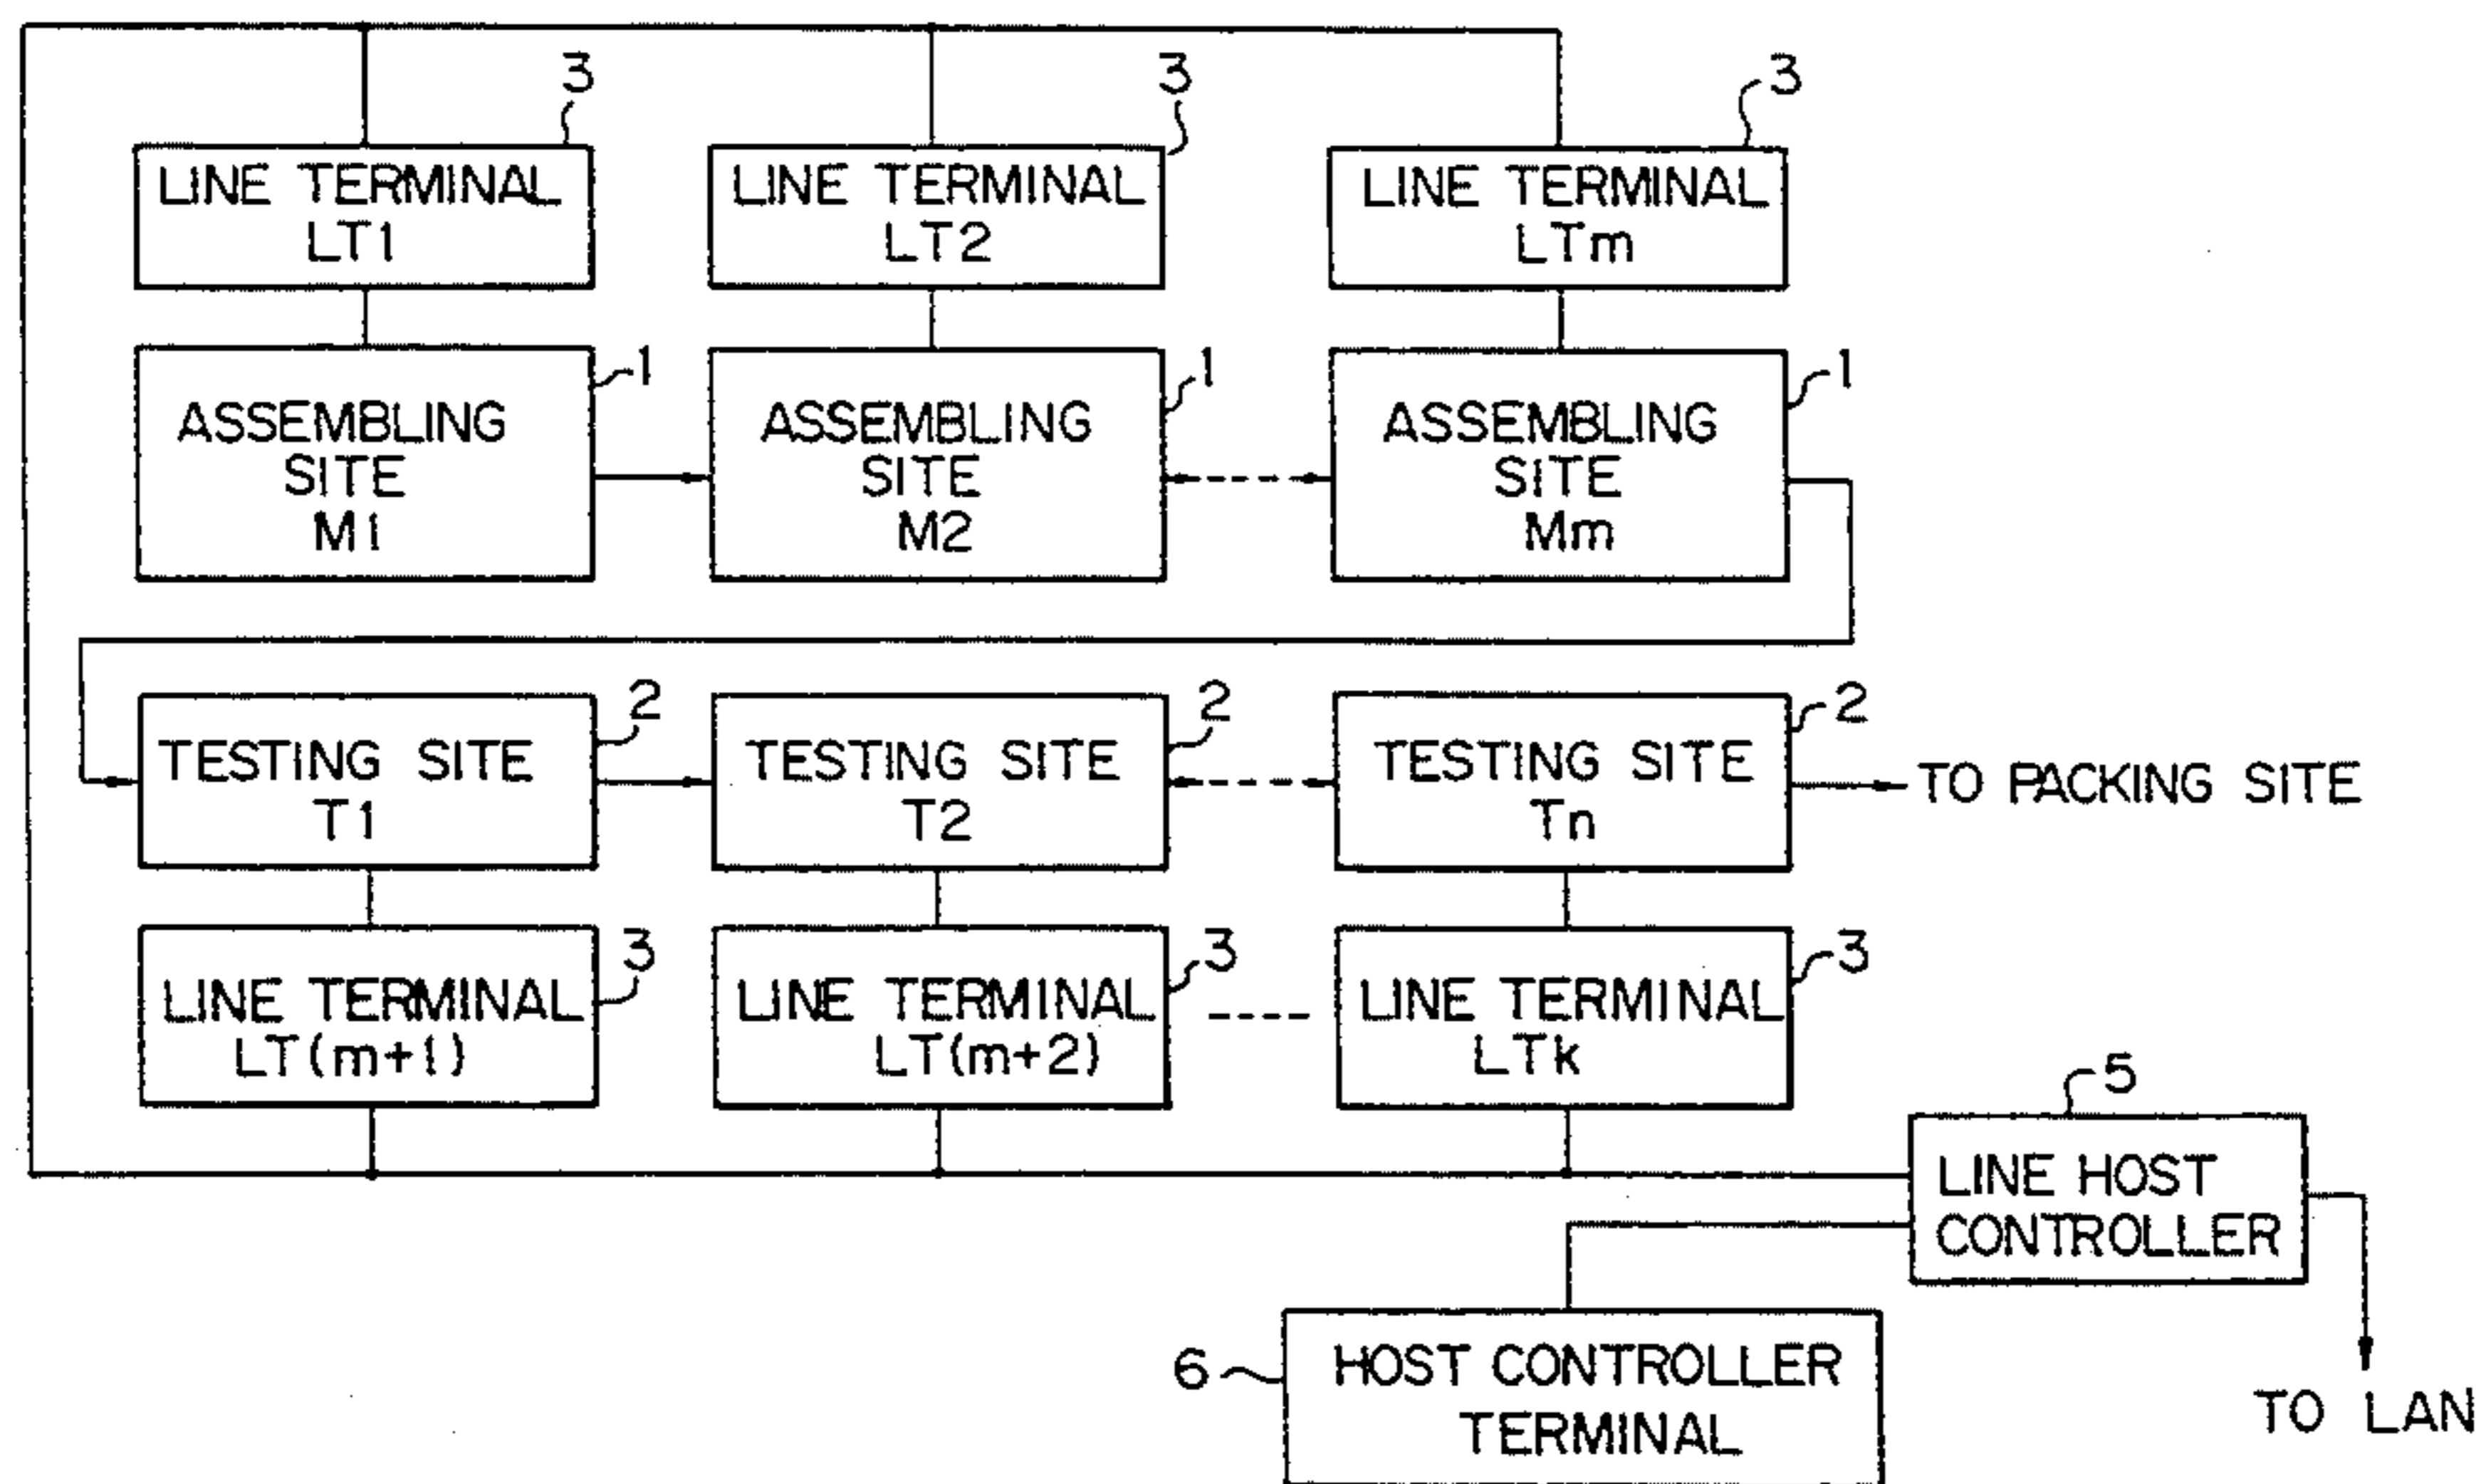 3
3
3
LINE TERMINAL
LT1
LINE TERMINAL
LT2
LINE TERMINAL
LTm
1
1
1
ASSEMBLING
SITE
M1
ASSEMBLING
SITE
M2
ASSEMBLING
SITE
Mm
2
2
2
TESTING SITE
T1
TESTING SITE
T2
TESTING SITE
Tn
TO PACKING SITE
3
3
3
LINE TERMINAL
LT(m+1)
LINE TERMINAL
LT(m+2)
LINE TERMINAL
LTk
5
LINE HOST
CONTROLLER
6
HOST CONTROLLER
TERMINAL
TO LAN